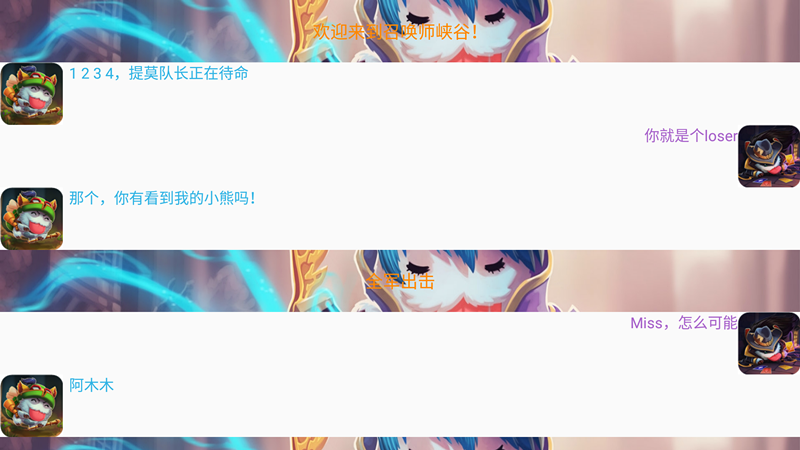 欢迎来到召唤师峡谷！
1 2 3 4，提莫队长正在待命
你就是个loser
那个，你有看到我的小熊吗！
全军出击
Miss，怎么可能
阿木木